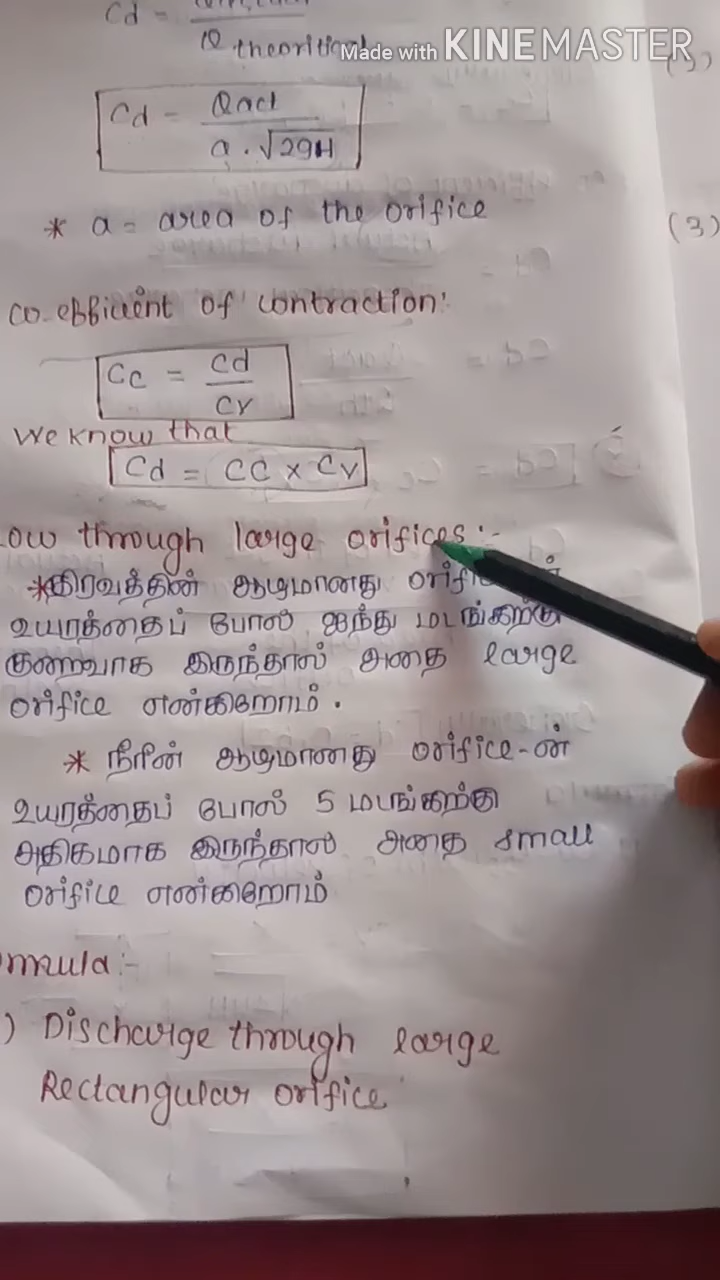 Cd =
Q theoritical
Made with KINEMASTER
Cd = Qact
a . √2gH
* a = area of the orifice
(3)
co.efficient of contraction:
Cc = Cd
Cv
We know that
Cd = CC x Cv
low through large orifices :-
*திரவத்தின் ஆழமானது
உயரத்தைப் போல் ஐந்து மடங்கிற்கு
குறைவாக இருந்தால் அதை large
orifice என்கிறோம்.
* நீரின் ஆழமானது orifice-ன்
உயரத்தைப் போல் 5 மடங்கிற்கு
அதிகமாக இருந்தால் அதை small
orifice என்கிறோம்
rmula :-
) Discharge through large
Rectangular orifice